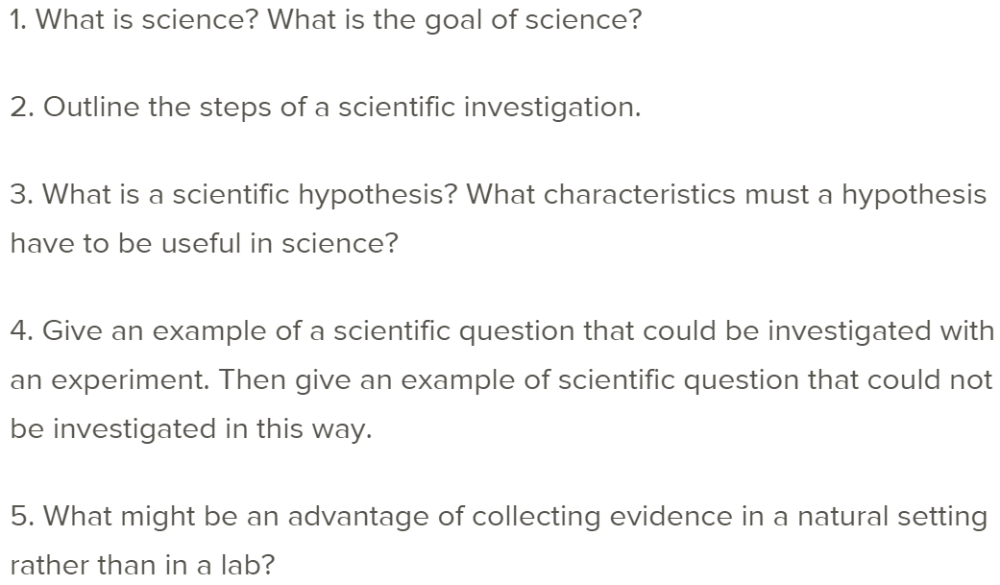 1. What is science? What is the goal of science?
2. Outline the steps of a scientific investigation.
3. What is a scientific hypothesis? What characteristics must a hypothesis
have to be useful in science?
4. Give an example of a scientific question that could be investigated with
an experiment. Then give an example of scientific question that could not
be investigated in this way.
5. What might be an advantage of collecting evidence in a natural setting
rather than in a lab?